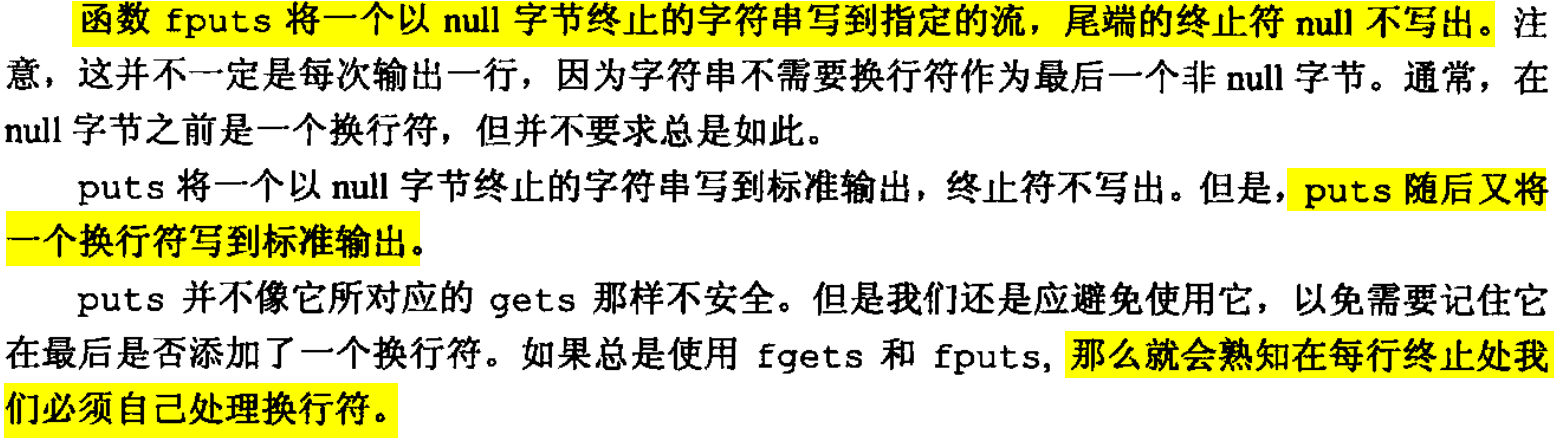 函数 fputs 将一个以 null 字节终止的字符串写到指定的流，尾端的终止符 null 不写出。注
意，这并不一定是每次输出一行，因为字符串不需要换行符作为最后一个非 null 字节。通常，在
null 字节之前是一个换行符，但并不要求总是如此。
puts 将一个以 null 字节终止的字符串写到标准输出，终止符不写出。但是，puts 随后又将
一个换行符写到标准输出。
puts 并不像它所对应的 gets 那样不安全。但是我们还是应避免使用它，以免需要记住它
在最后是否添加了一个换行符。如果总是使用 fgets 和 fputs, 那么就会熟知在每行终止处我
们必须自己处理换行符。